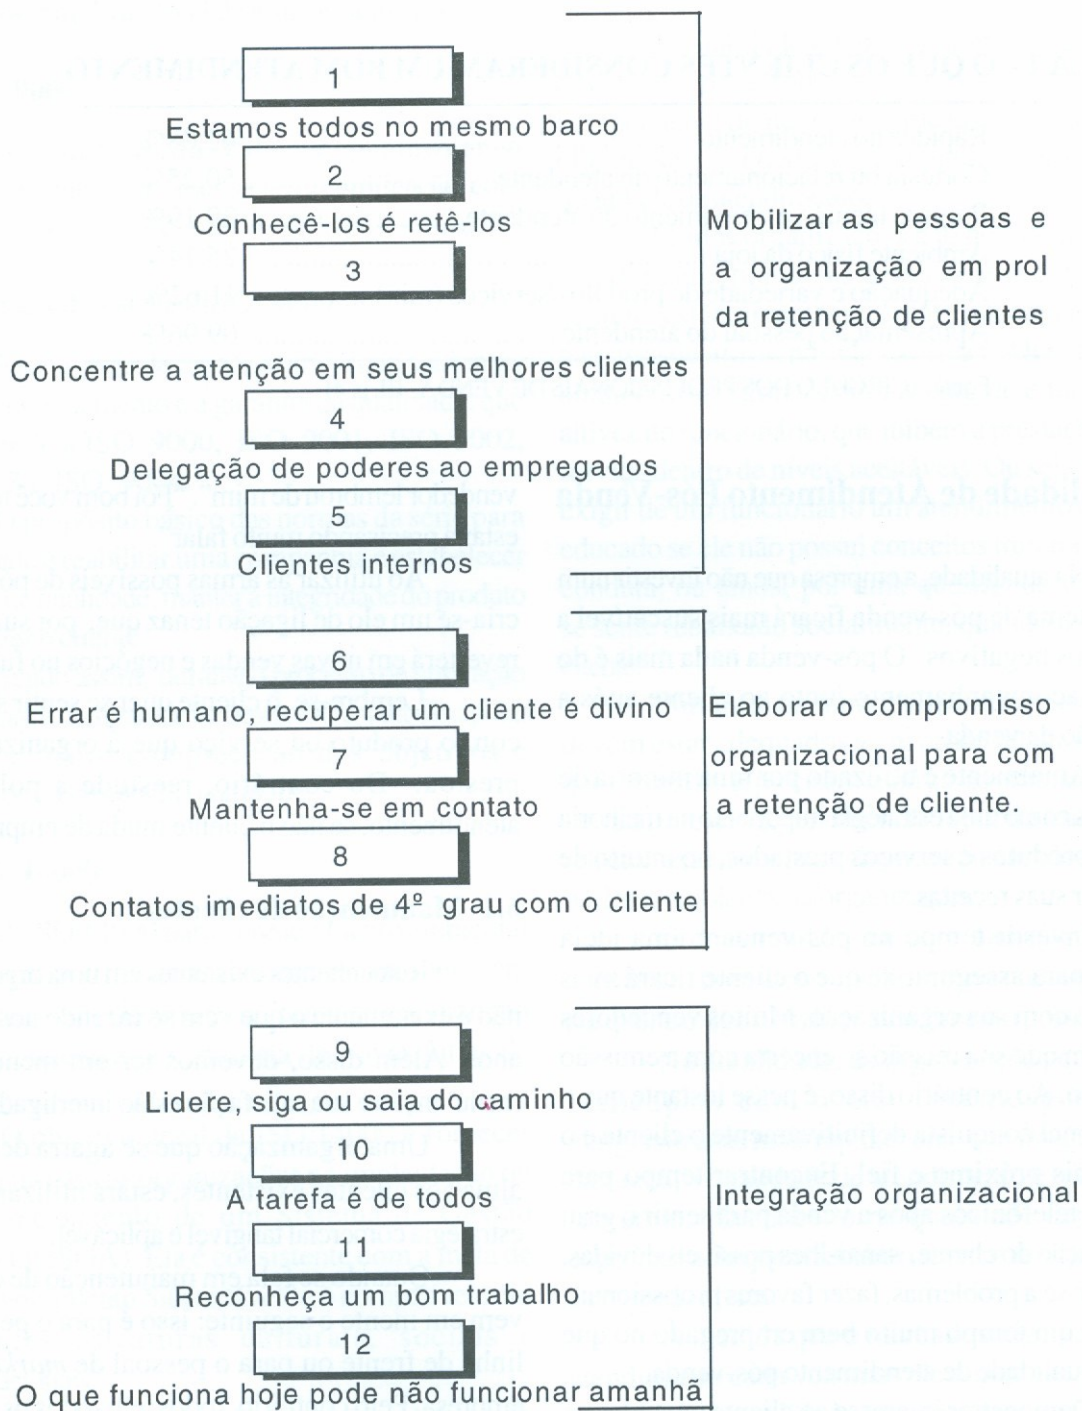 1
Estamos todos no mesmo barco
2
Conhecê-los é retê-los
3
Concentre a atenção em seus melhores clientes
4
Delegação de poderes ao empregados
5
Clientes internos
Mobilizar as pessoas e
a organização em prol
da retenção de clientes
6
Errar é humano, recuperar um cliente é divino
7
Mantenha-se em contato
8
Contatos imediatos de 4º grau com o cliente
Elaborar o compromisso
organizacional para com
a retenção de cliente.
9
Lidere, siga ou saia do caminho
10
A tarefa é de todos
11
Reconheça um bom trabalho
12
O que funciona hoje pode não funcionar amanhã
Integração organizacional